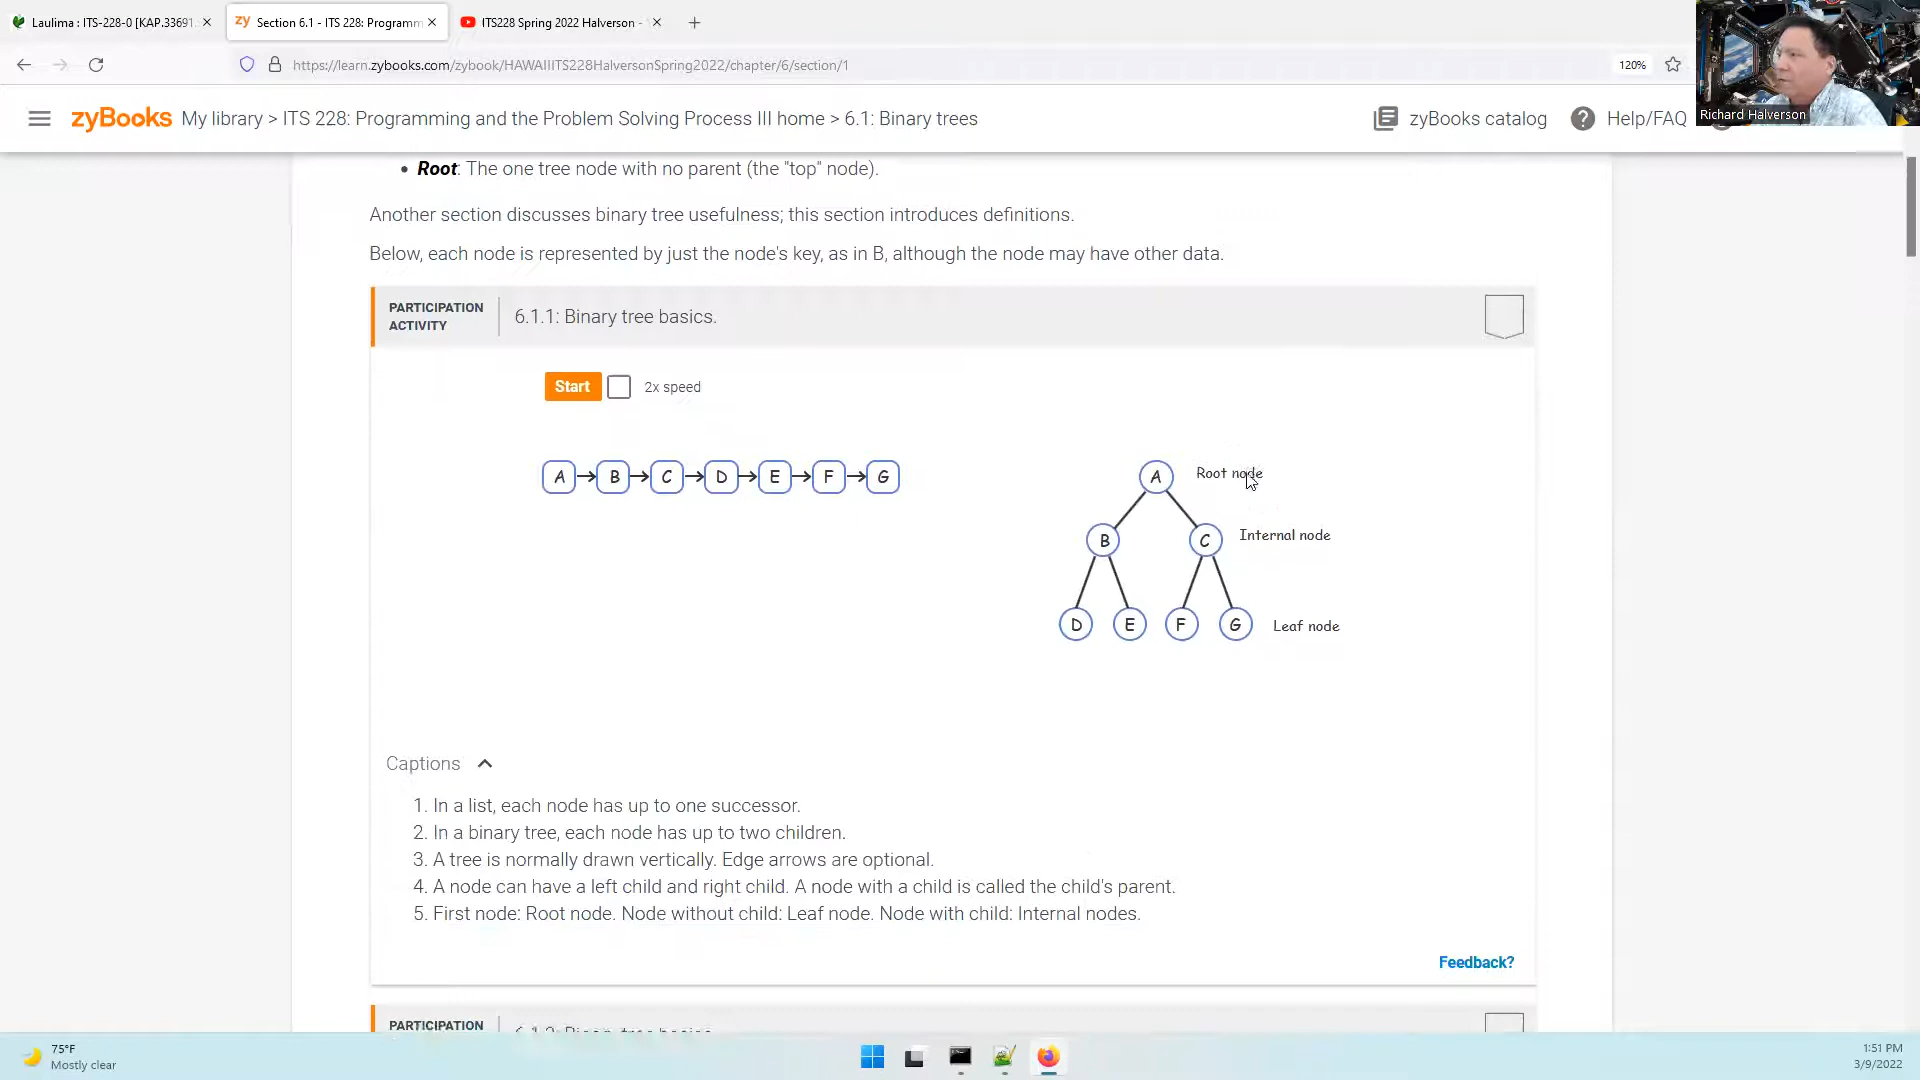 Laulima : ITS-228-0 [KAP.33691.
zy Section 6.1 - ITS 228: Programm
ITS228 Spring 2022 Halverson -
https://learn.zybooks.com/zybook/HAWAIIITS228HalversonSpring2022/chapter/6/section/1
120%
Richard Halverson
zyBooks My library > ITS 228: Programming and the Problem Solving Process III home > 6.1: Binary trees
zyBooks catalog
Help/FAQ
• Root: The one tree node with no parent (the "top" node).
Another section discusses binary tree usefulness; this section introduces definitions.
Below, each node is represented by just the node's key, as in B, although the node may have other data.
PARTICIPATION
ACTIVITY
6.1.1: Binary tree basics.
Start
2x speed
A B C D E F G
A Root node
B C Internal node
D E F G Leaf node
Captions
1. In a list, each node has up to one successor.
2. In a binary tree, each node has up to two children.
3. A tree is normally drawn vertically. Edge arrows are optional.
4. A node can have a left child and right child. A node with a child is called the child's parent.
5. First node: Root node. Node without child: Leaf node. Node with child: Internal nodes.
Feedback?
PARTICIPATION
75°F
Mostly clear
1:51 PM
3/9/2022